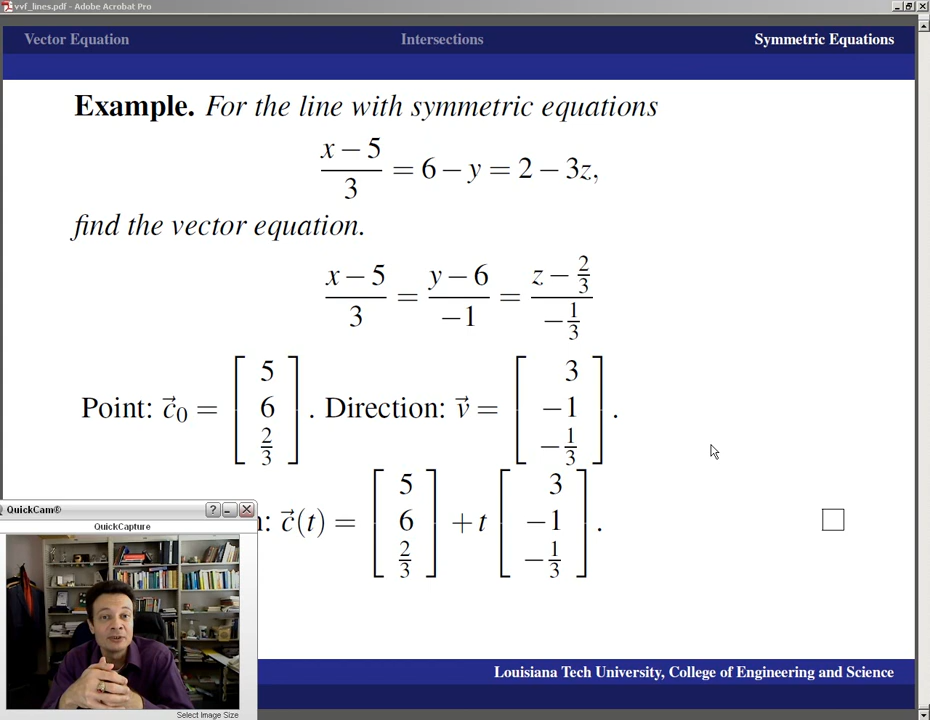 vvf_lines.pdf - Adobe Acrobat Pro
Vector Equation Intersections Symmetric Equations
Example. For the line with symmetric equations
x − 5 / 3 = 6 − y = 2 − 3z,
find the vector equation.
x − 5 / 3 = y − 6 / −1 = z − 2/3 / −1/3
Point: c⃗₀ = [5 6 2/3]. Direction: v⃗ = [3 −1 −1/3].
: c⃗(t) = [5 6 2/3] + t [3 −1 −1/3]. □
QuickCam®
QuickCapture
Select Image Size
Louisiana Tech University, College of Engineering and Science